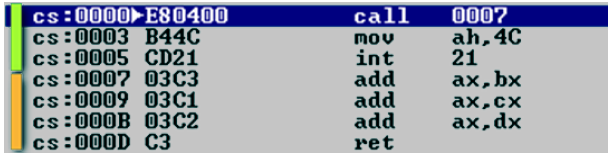 cs:0000►E80400 call 0007
cs:0003 B44C mov ah,4C
cs:0005 CD21 int 21
cs:0007 03C3 add ax,bx
cs:0009 03C1 add ax,cx
cs:000B 03C2 add ax,dx
cs:000D C3 ret